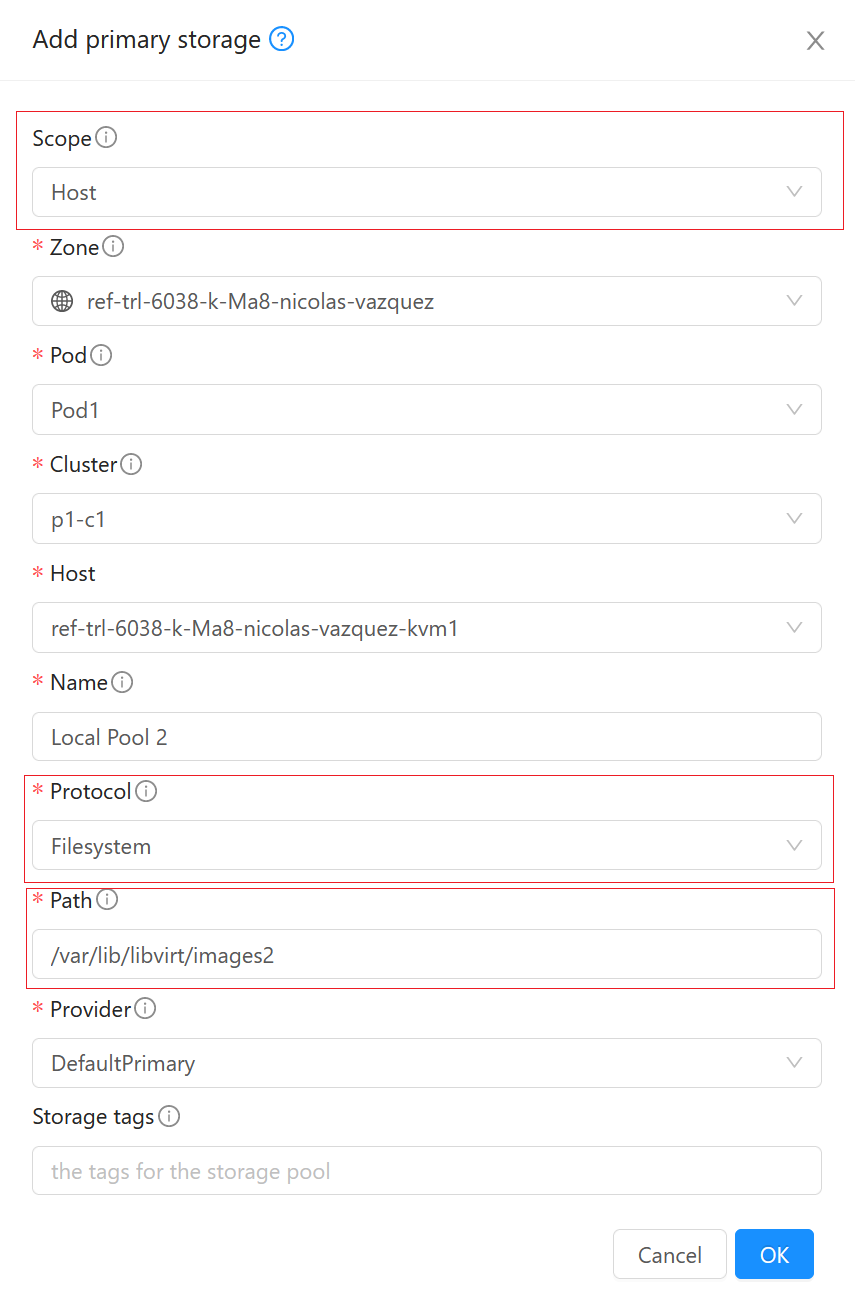 Add primary storage
Scope
Host
* Zone
ref-trl-6038-k-Ma8-nicolas-vazquez
* Pod
Pod1
* Cluster
p1-c1
* Host
ref-trl-6038-k-Ma8-nicolas-vazquez-kvm1
* Name
Local Pool 2
* Protocol
Filesystem
* Path
/var/lib/libvirt/images2
* Provider
DefaultPrimary
Storage tags
the tags for the storage pool
Cancel OK